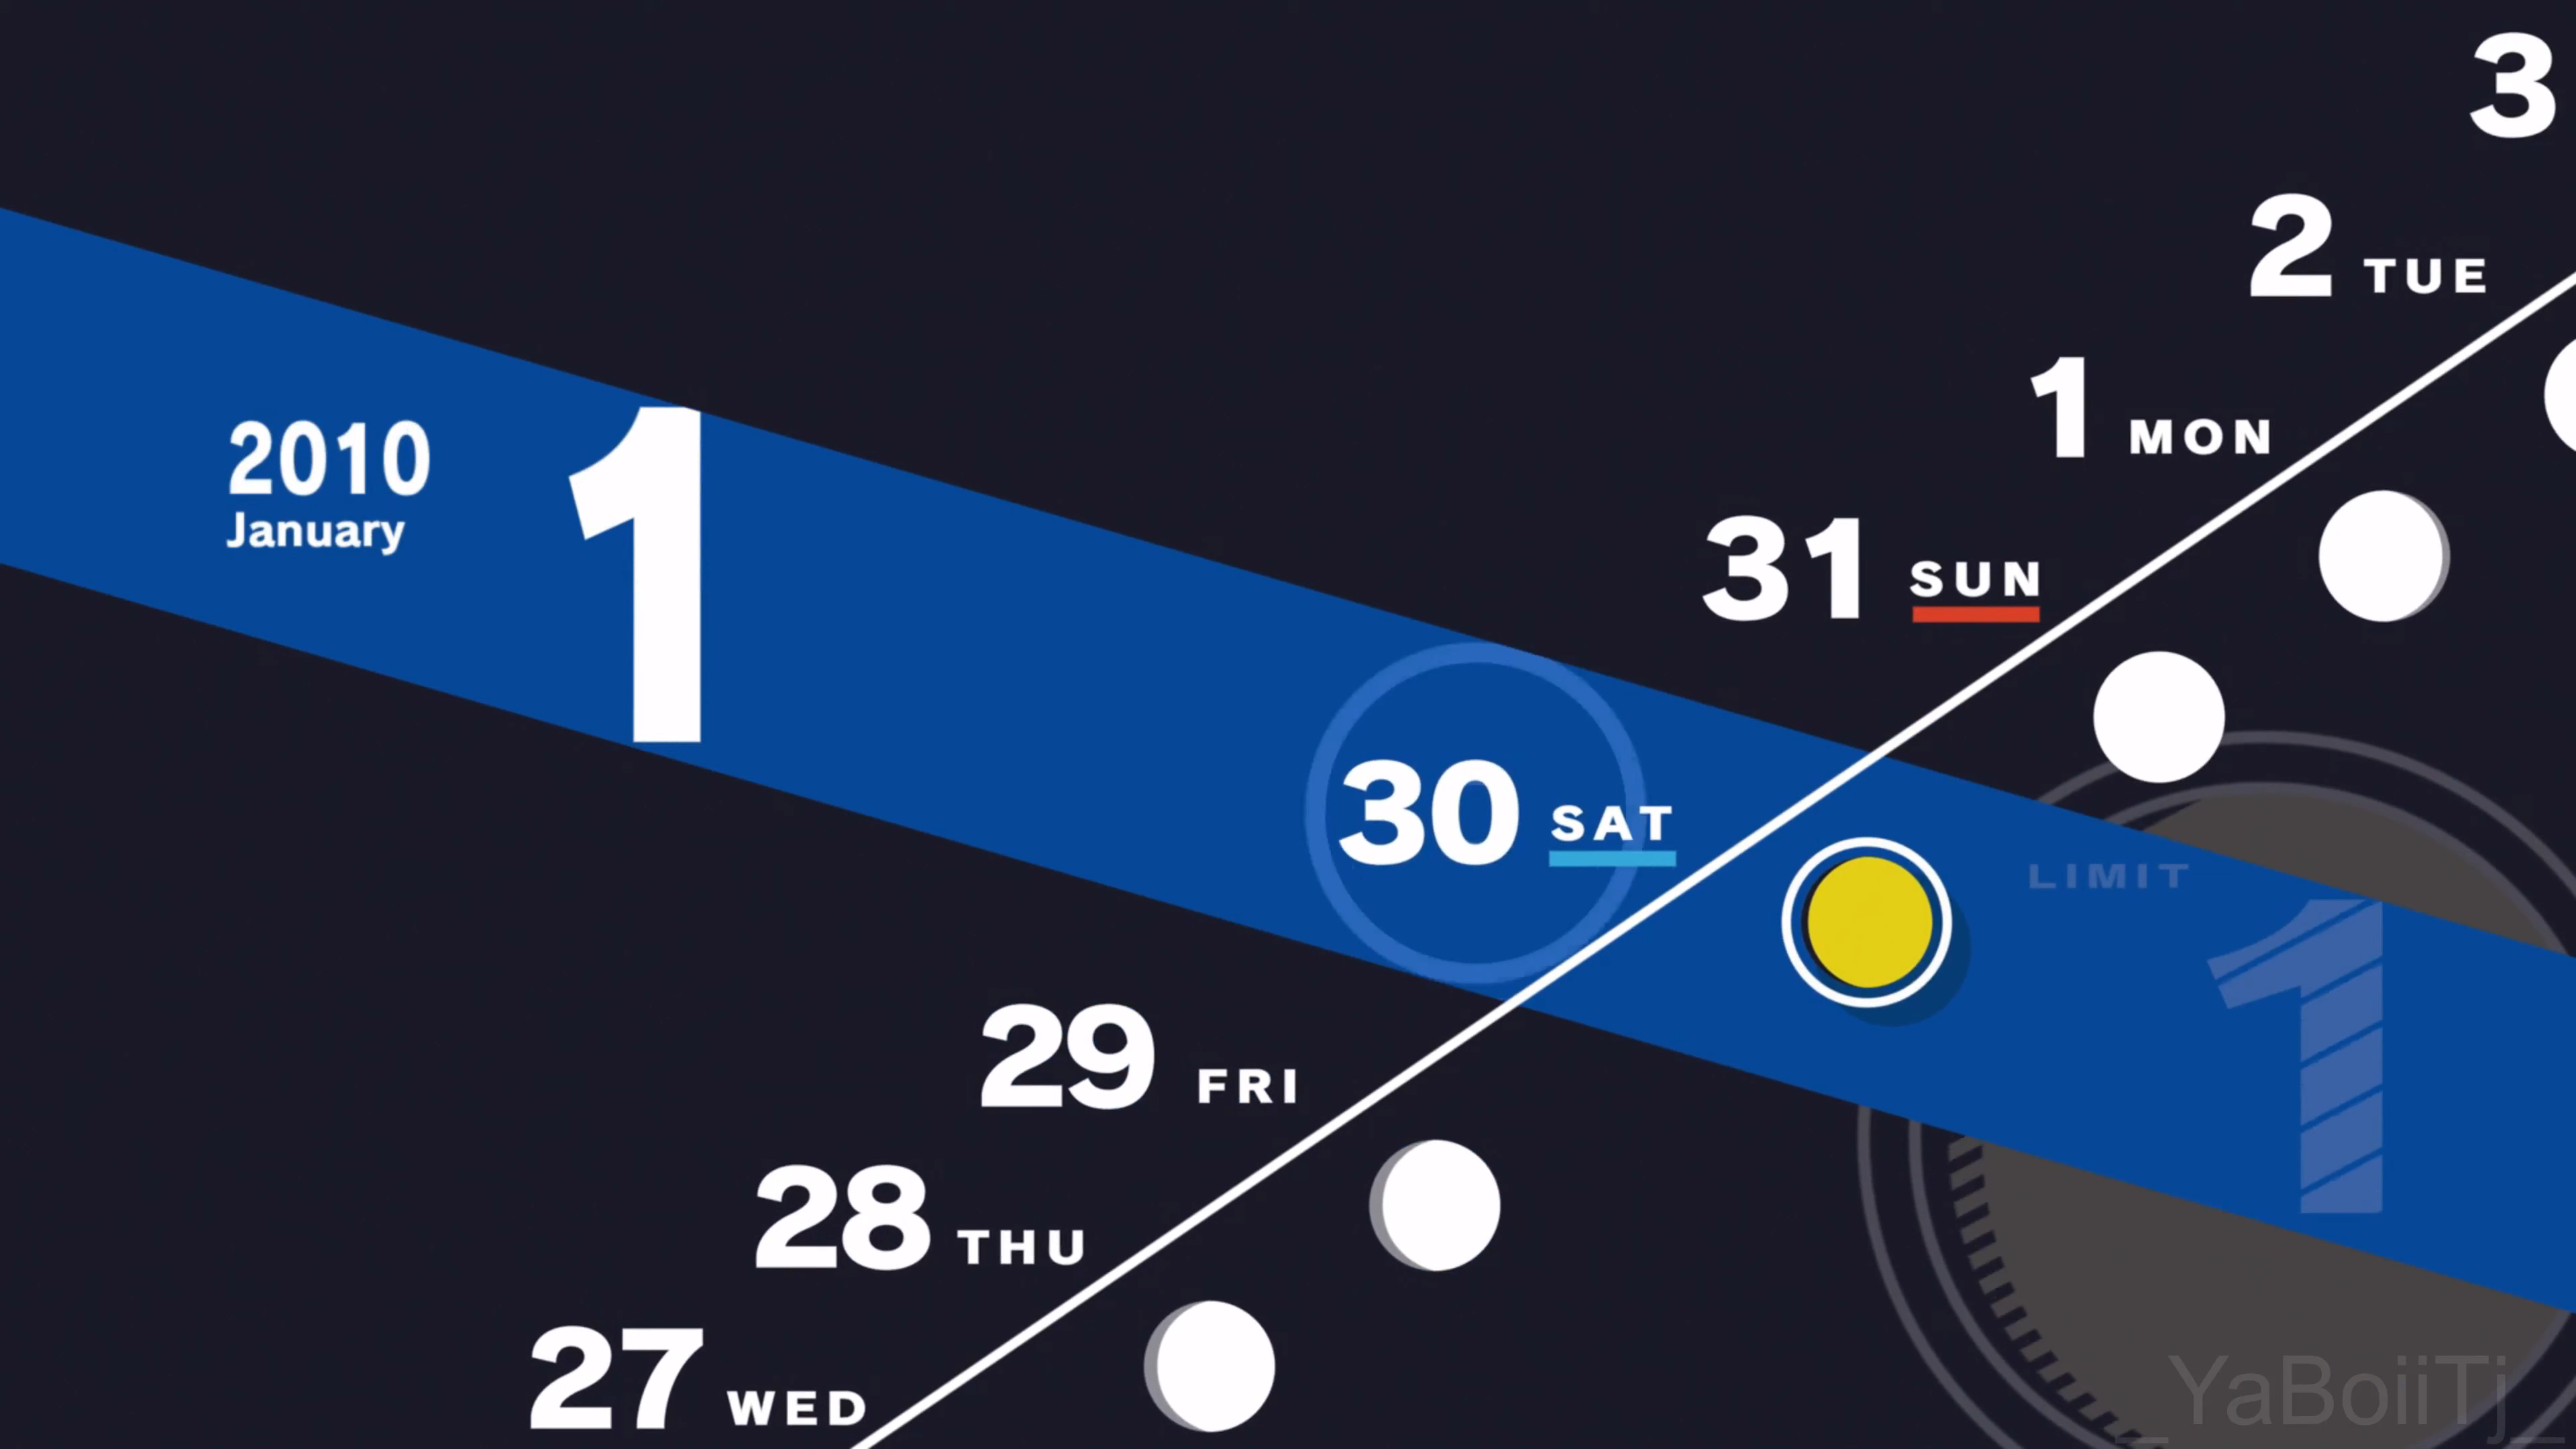 3
2 TUE
1 MON
2010
January
1
31 SUN
30 SAT
LIMIT
1
29 FRI
28 THU
27 WED
_YaBoiiTj_